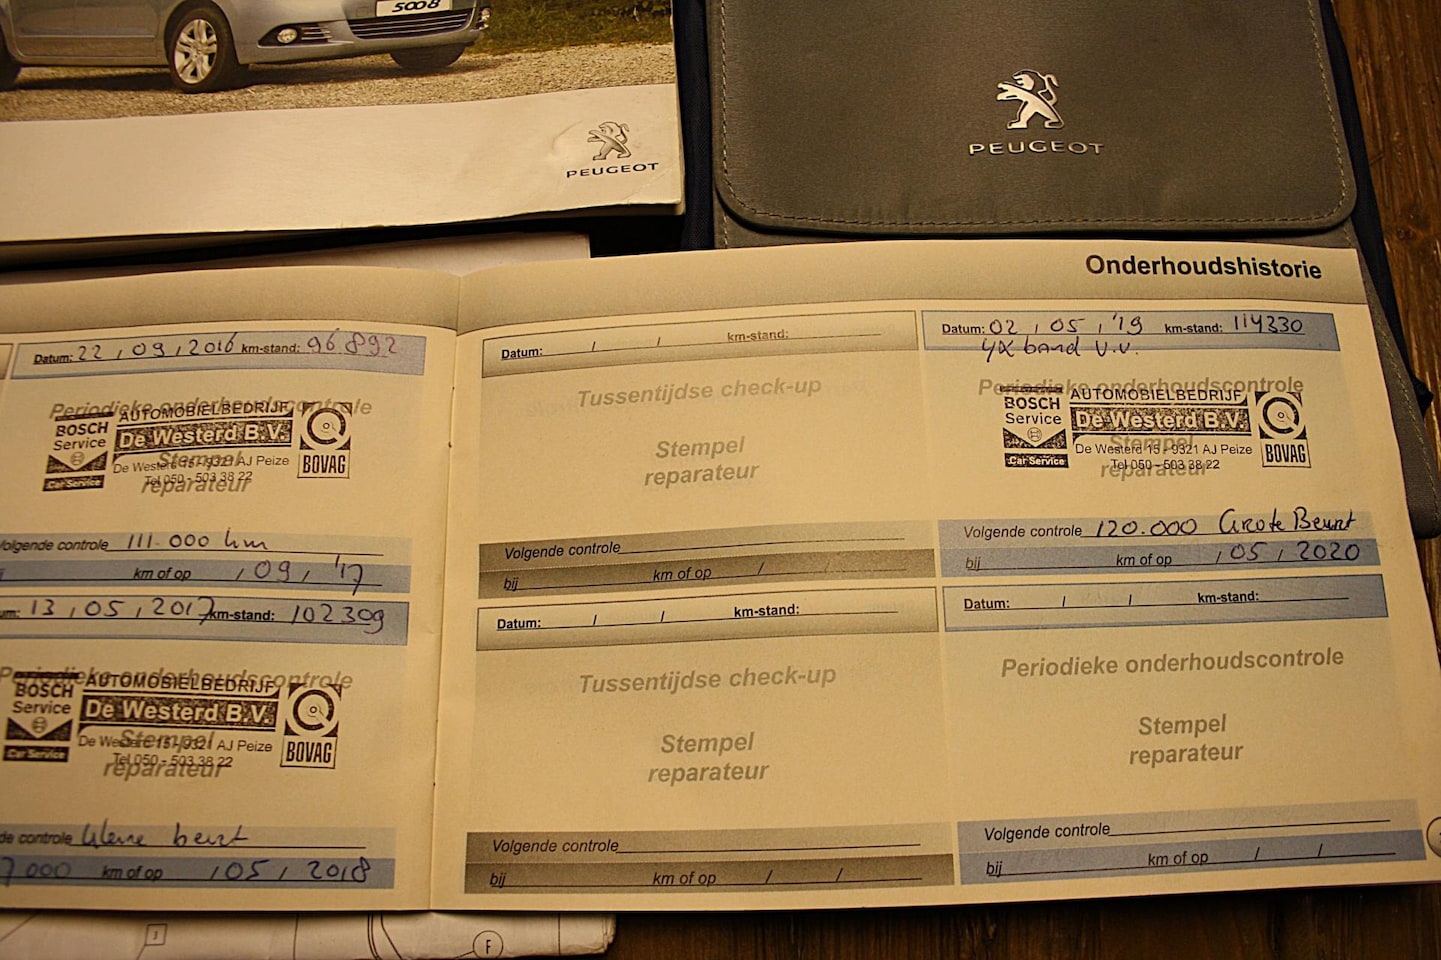 5008
PEUGEOT
PEUGEOT
Onderhoudshistorie
Datum: 22 / 09 / 2016 km-stand: 96892
Periodieke onderhoudscontrole
AUTOMOBIELBEDRIJF
BOSCH
Service
De Westerd B.V.
Stempel
De Westerd 15 - 9321 AJ Peize
BOVAG
Tel 050 - 503 38 22
Car Service
reparateur
Volgende controle 111.000 km
km of op / 09 / '17
13 / 05 / 2017 km-stand: 102309
Periodieke onderhoudscontrole
AUTOMOBIELBEDRIJF
BOSCH
Service
De Westerd B.V.
Stempel
De Westerd 15 - 9321 AJ Peize
BOVAG
Tel 050 - 503 38 22
Car Service
reparateur
de controle kleine beurt
7000 km of op / 05 / 2018
Datum: / / km-stand:
Tussentijdse check-up
Stempel
reparateur
Volgende controle
bij km of op / /
Datum: / / km-stand:
Tussentijdse check-up
Stempel
reparateur
Volgende controle
bij km of op / /
Datum: 02 / 05 / '19 km-stand: 114330
4x band v.v.
Periodieke onderhoudscontrole
AUTOMOBIELBEDRIJF
BOSCH
Service
De Westerd B.V.
Stempel
De Westerd 15 - 9321 AJ Peize
BOVAG
Tel 050 - 503 38 22
Car Service
reparateur
Volgende controle 120.000 Grote Beurt
bij km of op / 05 / 2020
Datum: / / km-stand:
Periodieke onderhoudscontrole
Stempel
reparateur
Volgende controle
bij km of op / /
3
F